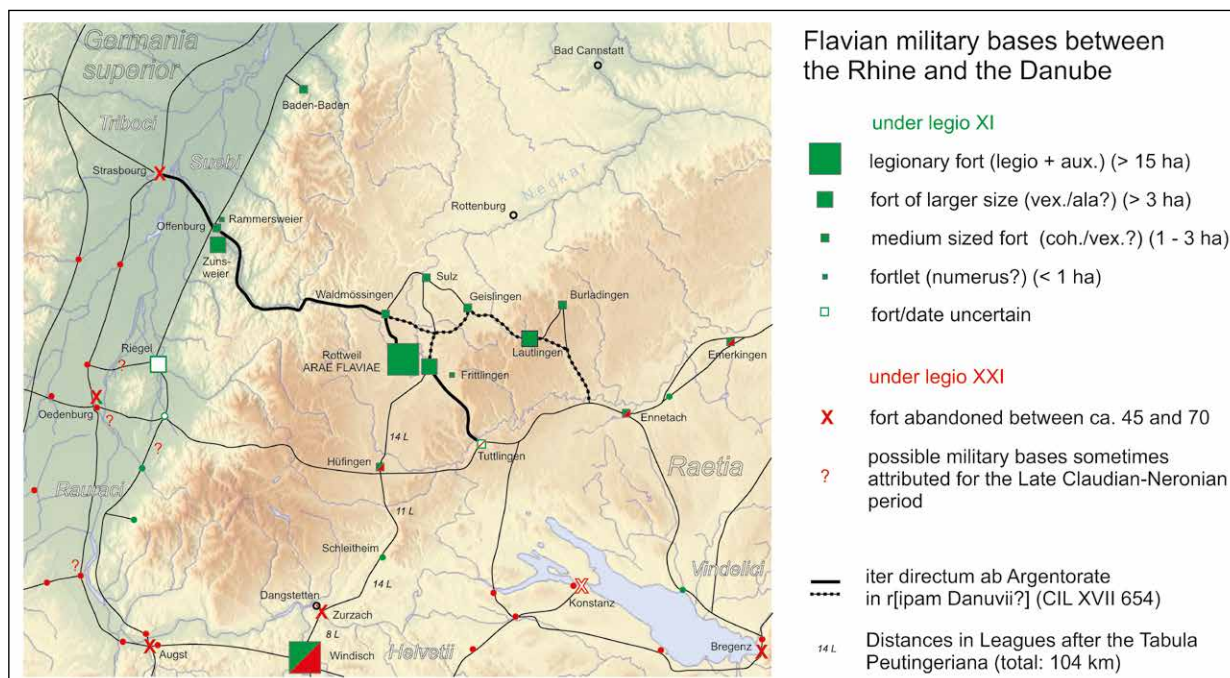 Flavian military bases between
the Rhine and the Danube
under legio XI
legionary fort (legio + aux.) (> 15 ha)
fort of larger size (vex./ala?) (> 3 ha)
medium sized fort (coh./vex.?) (1 - 3 ha)
fortlet (numerus?) (< 1 ha)
fort/date uncertain
under legio XXI
X fort abandoned between ca. 45 and 70
? possible military bases sometimes
attributed for the Late Claudian-Neronian
period
iter directum ab Argentorate
in r[ipam Danuvii?] (CIL XVII 654)
14 L Distances in Leagues after the Tabula
Peutingeriana (total: 104 km)
Germania
superior
Bad Cannstatt
Baden-Baden
Triboci
Strasbourg
X
Suebi
Neckar
Rottenburg
Rammersweier
Offenburg
Zuns-
weier
Sulz
Waldmössingen
Geislingen
Burladingen
Riegel
?
Rottweil
ARAE FLAVIAE
Lautlingen
Emerkingen
Frittlingen
X
Oedenburg
?
Ennetach
?
14 L
Tuttlingen
Hüfingen
Raetia
Rauraci
11 L
Schleitheim
?
14 L
Vindelici
Dangstetten
X
Konstanz
X
Zurzach
8 L
X
Augst
Windisch
Helvetii
Bregenz
X